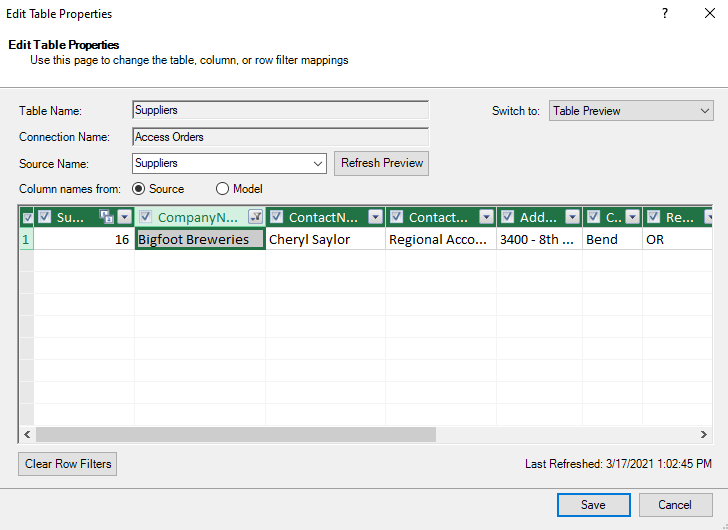 Edit Table Properties
Edit Table Properties
Use this page to change the table, column, or row filter mappings
Table Name: Suppliers Switch to: Table Preview
Connection Name: Access Orders
Source Name: Suppliers Refresh Preview
Column names from: Source Model
Su... CompanyN... ContactN... Contact... Add... C... Re...
1 16 Bigfoot Breweries Cheryl Saylor Regional Acco... 3400 - 8th ... Bend OR
Clear Row Filters Last Refreshed: 3/17/2021 1:02:45 PM
Save Cancel